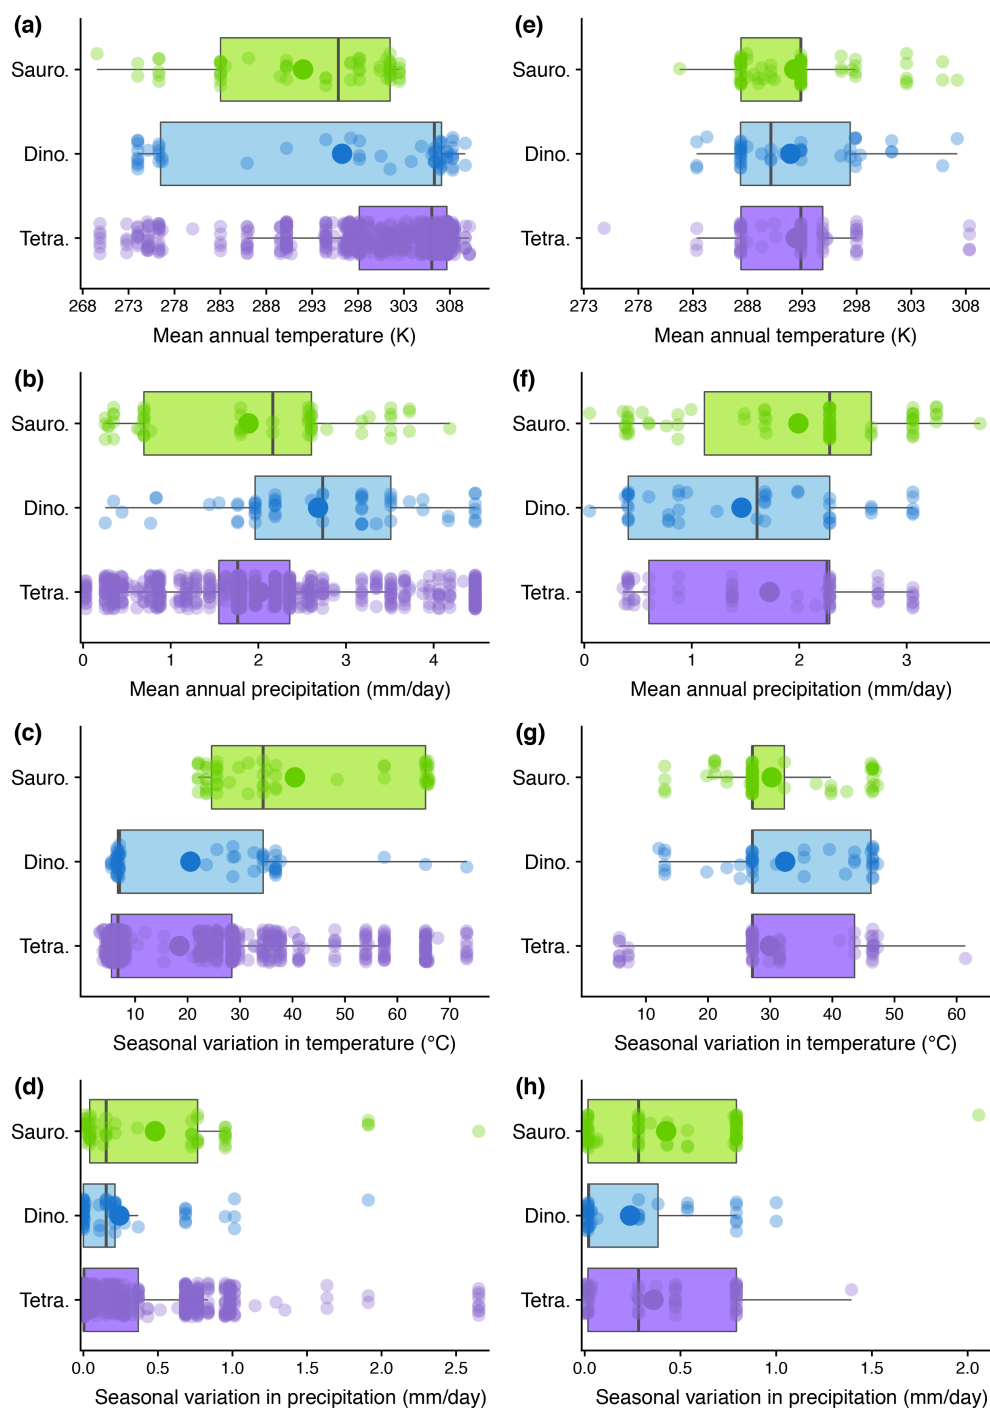 (a)
Sauro.
Dino.
Tetra.
268 273 278 283 288 293 298 303 308
Mean annual temperature (K)
(e)
Sauro.
Dino.
Tetra.
273 278 283 288 293 298 303 308
Mean annual temperature (K)
(b)
Sauro.
Dino.
Tetra.
0 1 2 3 4
Mean annual precipitation (mm/day)
(f)
Sauro.
Dino.
Tetra.
0 1 2 3
Mean annual precipitation (mm/day)
(c)
Sauro.
Dino.
Tetra.
10 20 30 40 50 60 70
Seasonal variation in temperature (°C)
(g)
Sauro.
Dino.
Tetra.
10 20 30 40 50 60
Seasonal variation in temperature (°C)
(d)
Sauro.
Dino.
Tetra.
0.0 0.5 1.0 1.5 2.0 2.5
Seasonal variation in precipitation (mm/day)
(h)
Sauro.
Dino.
Tetra.
0.0 0.5 1.0 1.5 2.0
Seasonal variation in precipitation (mm/day)